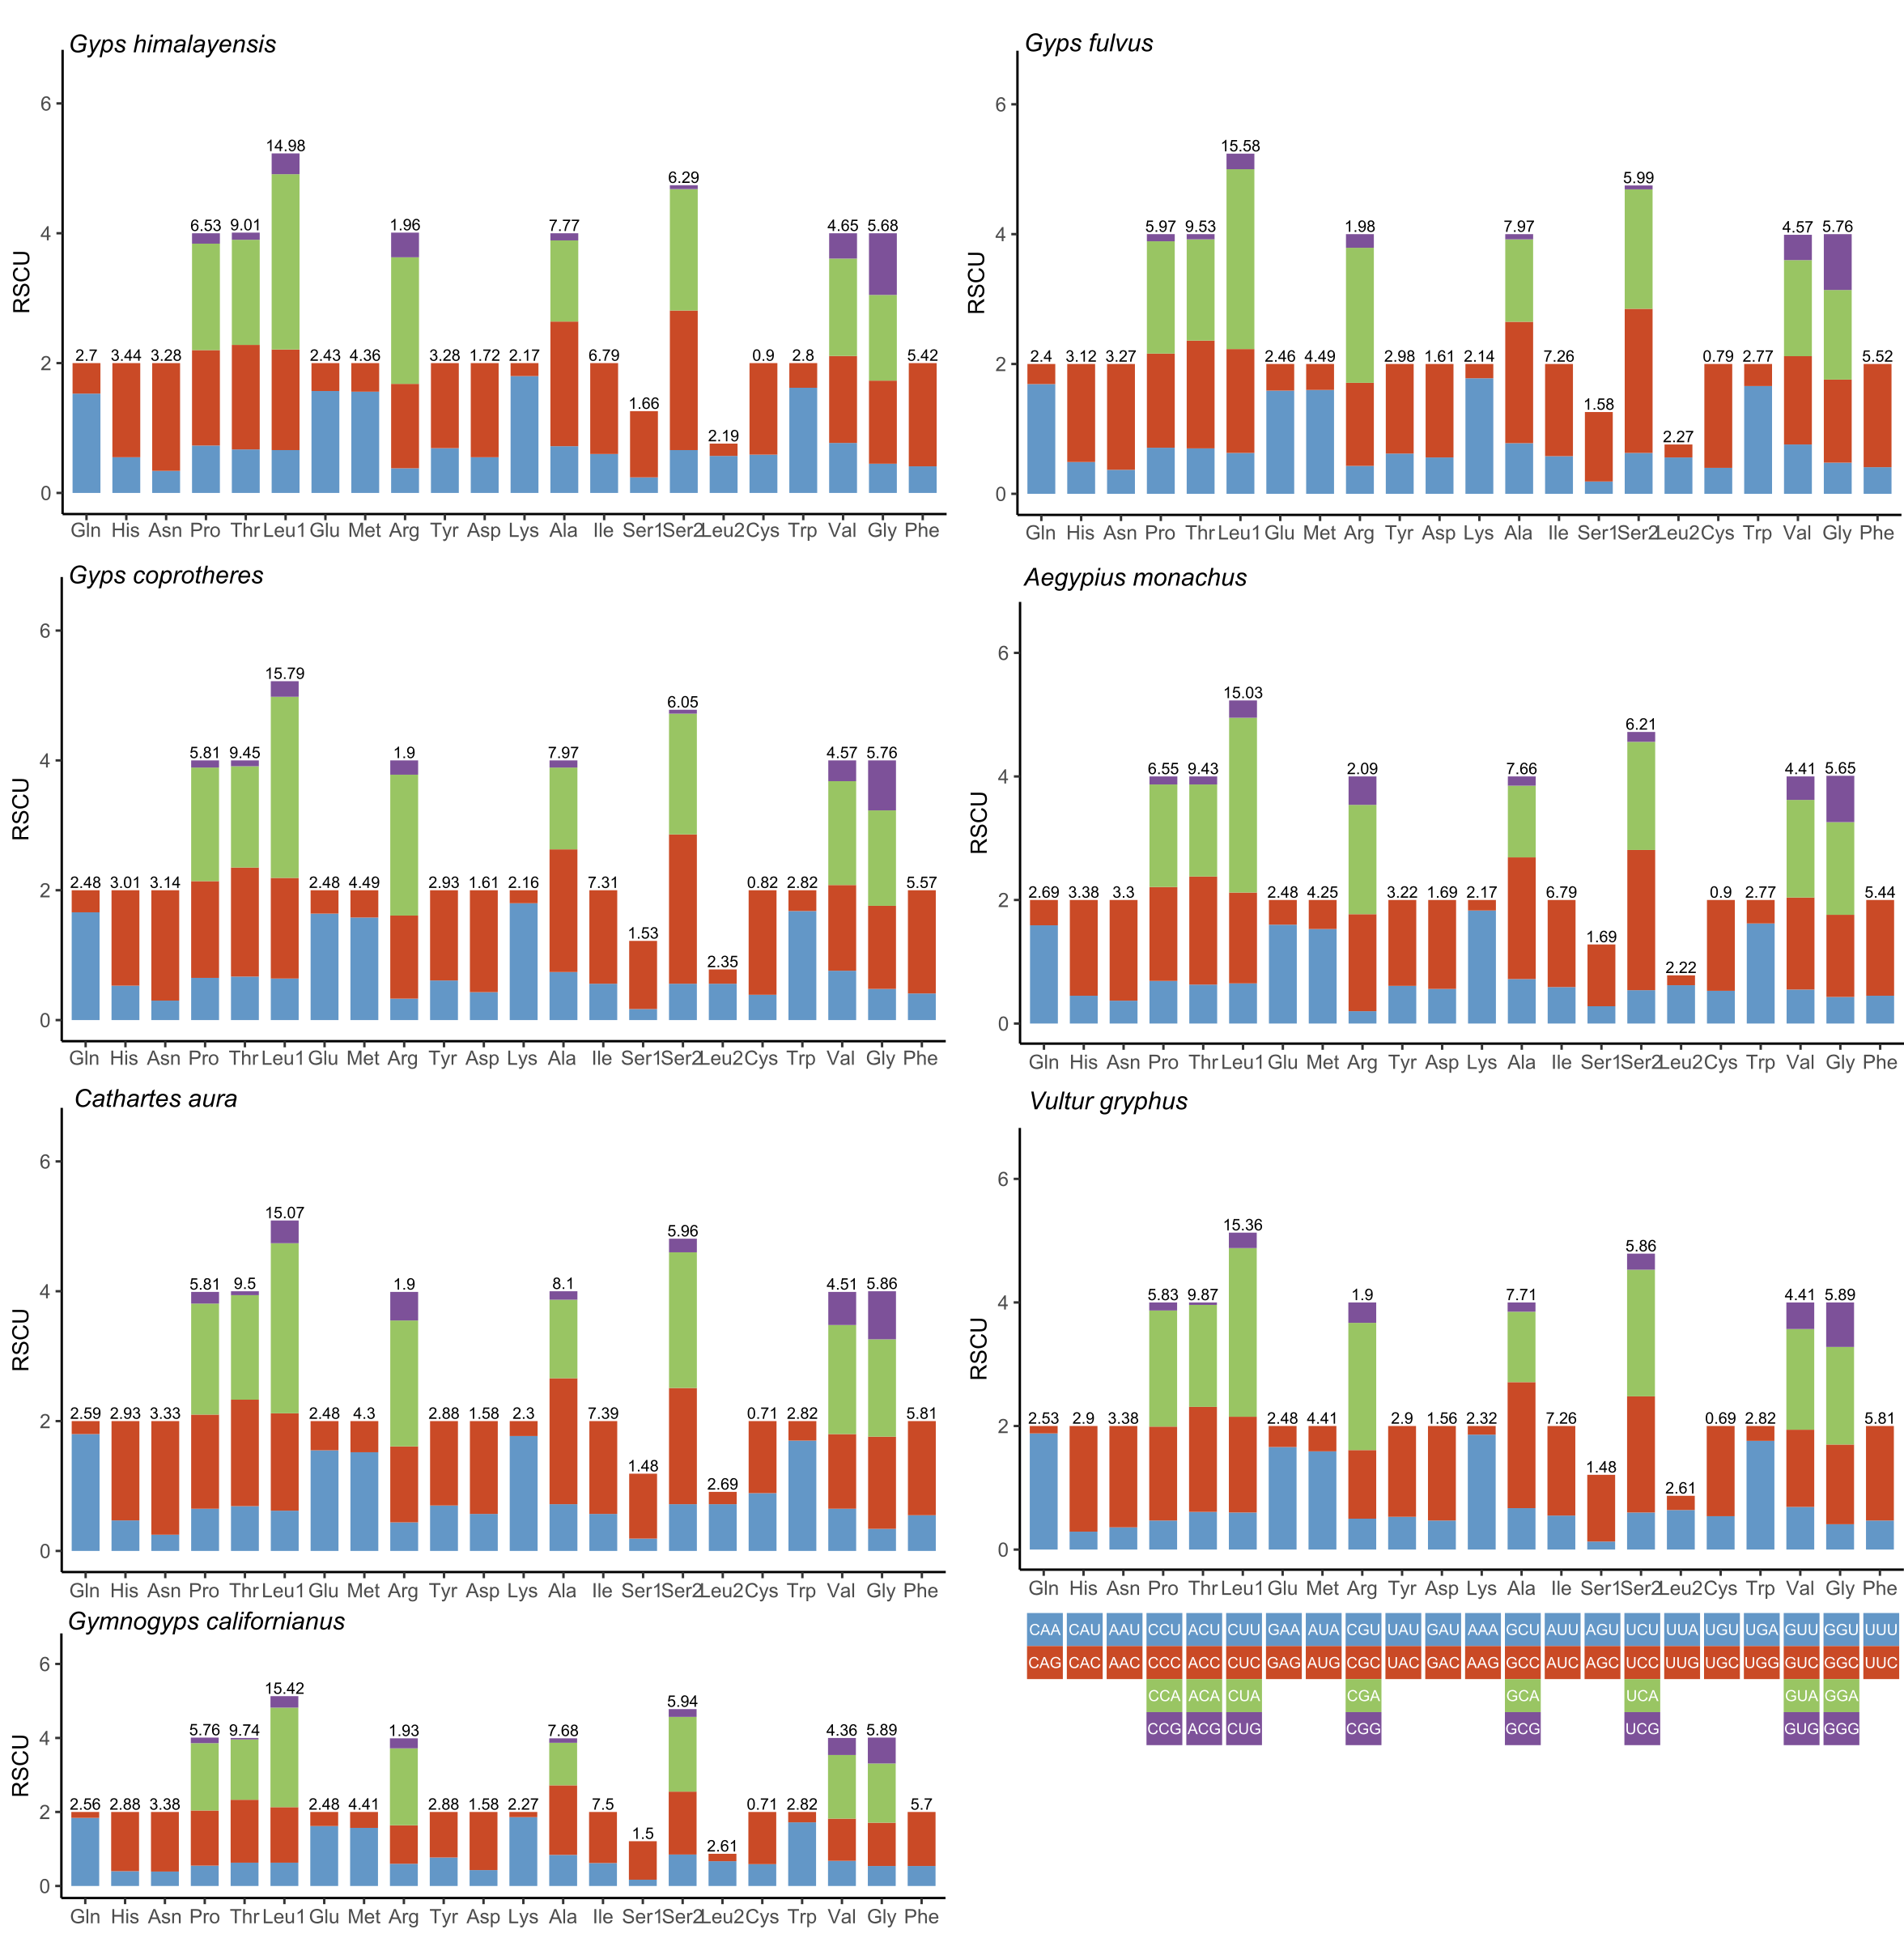 Gyps himalayensis
RSCU
6
4
2
0
2.7 3.44 3.28 6.53 9.01 14.98 2.43 4.36 1.96 3.28 1.72 2.17 7.77 6.79 1.66 6.29 2.19 0.9 2.8 4.65 5.68 5.42
Gln His Asn Pro Thr Leu1 Glu Met Arg Tyr Asp Lys Ala Ile Ser1 Ser2 Leu2 Cys Trp Val Gly Phe
Gyps fulvus
RSCU
6
4
2
0
2.4 3.12 3.27 5.97 9.53 15.58 2.46 4.49 1.98 2.98 1.61 2.14 7.97 7.26 1.58 5.99 2.27 0.79 2.77 4.57 5.76 5.52
Gln His Asn Pro Thr Leu1 Glu Met Arg Tyr Asp Lys Ala Ile Ser1 Ser2 Leu2 Cys Trp Val Gly Phe
Gyps coprotheres
RSCU
6
4
2
0
2.48 3.01 3.14 5.81 9.45 15.79 2.48 4.49 1.9 2.93 1.61 2.16 7.97 7.31 1.53 6.05 2.35 0.82 2.82 4.57 5.76 5.57
Gln His Asn Pro Thr Leu1 Glu Met Arg Tyr Asp Lys Ala Ile Ser1 Ser2 Leu2 Cys Trp Val Gly Phe
Aegypius monachus
RSCU
6
4
2
0
2.69 3.38 3.3 6.55 9.43 15.03 2.48 4.25 2.09 3.22 1.69 2.17 7.66 6.79 1.69 6.21 2.22 0.9 2.77 4.41 5.65 5.44
Gln His Asn Pro Thr Leu1 Glu Met Arg Tyr Asp Lys Ala Ile Ser1 Ser2 Leu2 Cys Trp Val Gly Phe
Cathartes aura
RSCU
6
4
2
0
2.59 2.93 3.33 5.81 9.5 15.07 2.48 4.3 1.9 2.88 1.58 2.3 8.1 7.39 1.48 5.96 2.69 0.71 2.82 4.51 5.86 5.81
Gln His Asn Pro Thr Leu1 Glu Met Arg Tyr Asp Lys Ala Ile Ser1 Ser2 Leu2 Cys Trp Val Gly Phe
Vultur gryphus
RSCU
6
4
2
0
2.53 2.9 3.38 5.83 9.87 15.36 2.48 4.41 1.9 2.9 1.56 2.32 7.71 7.26 1.48 5.86 2.61 0.69 2.82 4.41 5.89 5.81
Gln His Asn Pro Thr Leu1 Glu Met Arg Tyr Asp Lys Ala Ile Ser1 Ser2 Leu2 Cys Trp Val Gly Phe
CAA CAU AAU CCU ACU CUU GAA AUA CGU UAU GAU AAA GCU AUU AGU UCU UUA UGU UGA GUU GGU UUU
CAG CAC AAC CCC ACC CUC GAG AUG CGC UAC GAC AAG GCC AUC AGC UCC UUG UGC UGG GUC GGC UUC
CCA ACA CUA CGA GCA UCA GUA GGA
CCG ACG CUG CGG GCG UCG GUG GGG
Gymnogyps californianus
RSCU
6
4
2
0
2.56 2.88 3.38 5.76 9.74 15.42 2.48 4.41 1.93 2.88 1.58 2.27 7.68 7.5 1.5 5.94 2.61 0.71 2.82 4.36 5.89 5.7
Gln His Asn Pro Thr Leu1 Glu Met Arg Tyr Asp Lys Ala Ile Ser1 Ser2 Leu2 Cys Trp Val Gly Phe